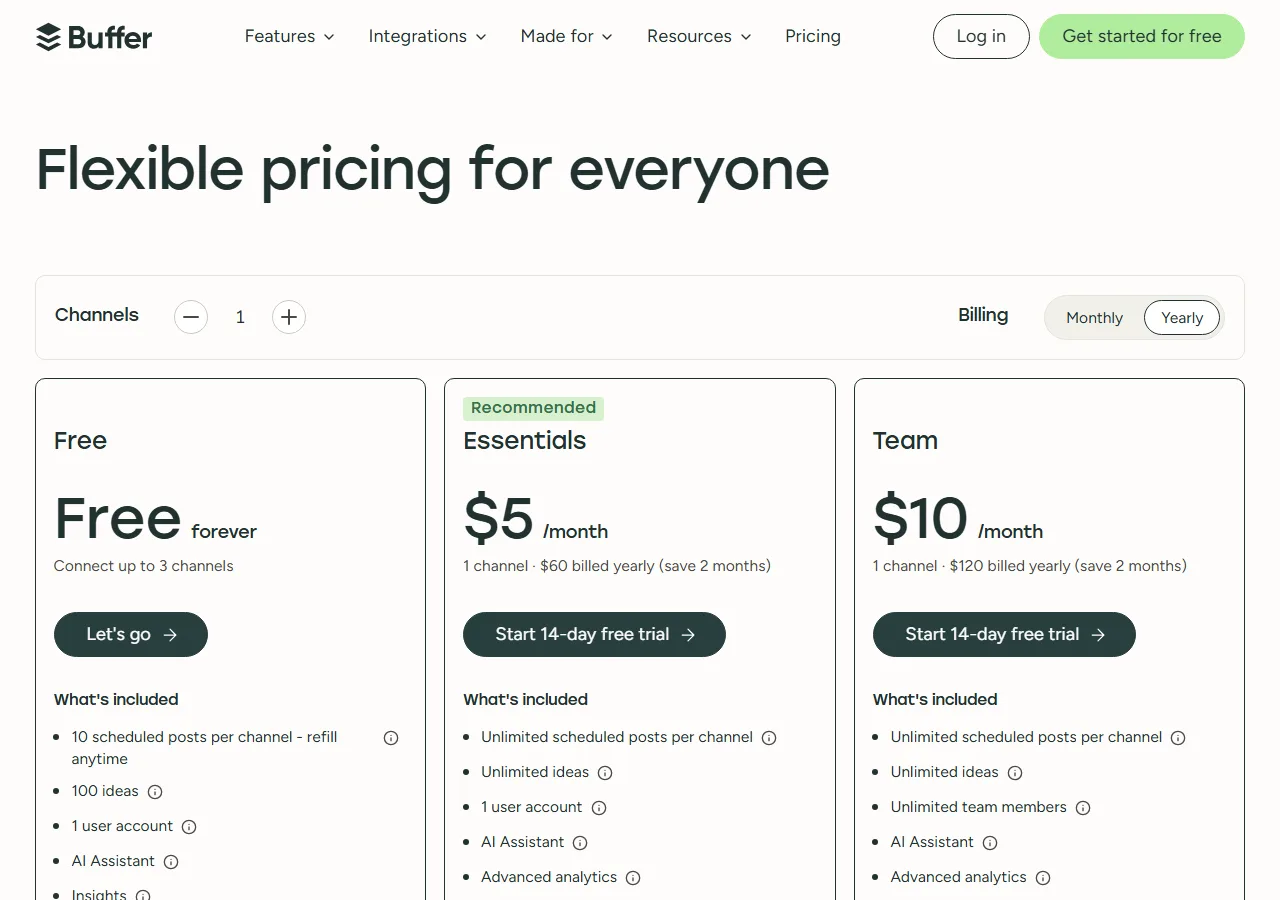 Buffer
Features
Integrations
Made for
Resources
Pricing
Log in
Get started for free
Flexible pricing for everyone
Channels
1
Billing
Monthly
Yearly
Free
Free forever
Connect up to 3 channels
Let's go →
What's included
10 scheduled posts per channel - refill
anytime
100 ideas
1 user account
AI Assistant
Insights
Recommended
Essentials
$5 /month
1 channel · $60 billed yearly (save 2 months)
Start 14-day free trial →
What's included
Unlimited scheduled posts per channel
Unlimited ideas
1 user account
AI Assistant
Advanced analytics
Team
$10 /month
1 channel · $120 billed yearly (save 2 months)
Start 14-day free trial →
What's included
Unlimited scheduled posts per channel
Unlimited ideas
Unlimited team members
AI Assistant
Advanced analytics